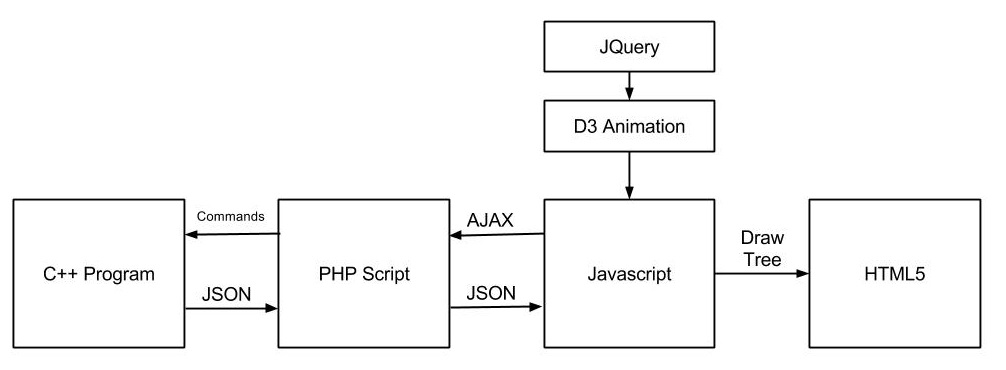 JQuery
D3 Animation
Commands
AJAX
Draw
Tree
C++ Program
PHP Script
Javascript
HTML5
JSON
JSON